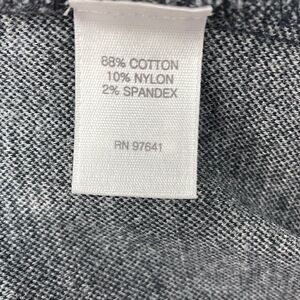 88% COTTON
10% NYLON
2% SPANDEX
RN 97641